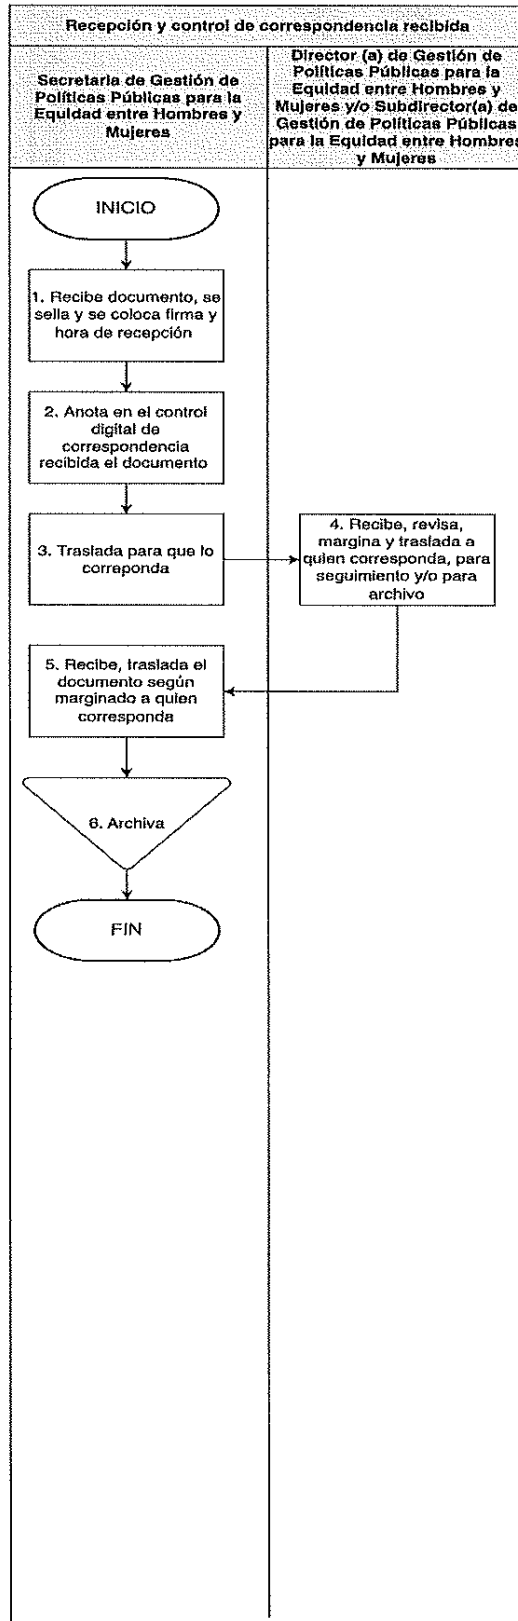 Recepción y control de correspondencia recibida
Secretaria de Gestión de
Políticas Públicas para la
Equidad entre Hombres y
Mujeres
Director (a) de Gestión de
Políticas Públicas para la
Equidad entre Hombres y
Mujeres y/o Subdirector(a) de
Gestión de Políticas Públicas
para la Equidad entre Hombres
y Mujeres
INICIO
1. Recibe documento, se
sella y se coloca firma y
hora de recepción
2. Anota en el control
digital de
correspondencia
recibida el documento
3. Traslada para que lo
correponda
4. Recibe, revisa,
margina y traslada a
quien corresponda, para
seguimiento y/o para
archivo
5. Recibe, traslada el
documento según
marginado a quien
corresponda
6. Archiva
FIN